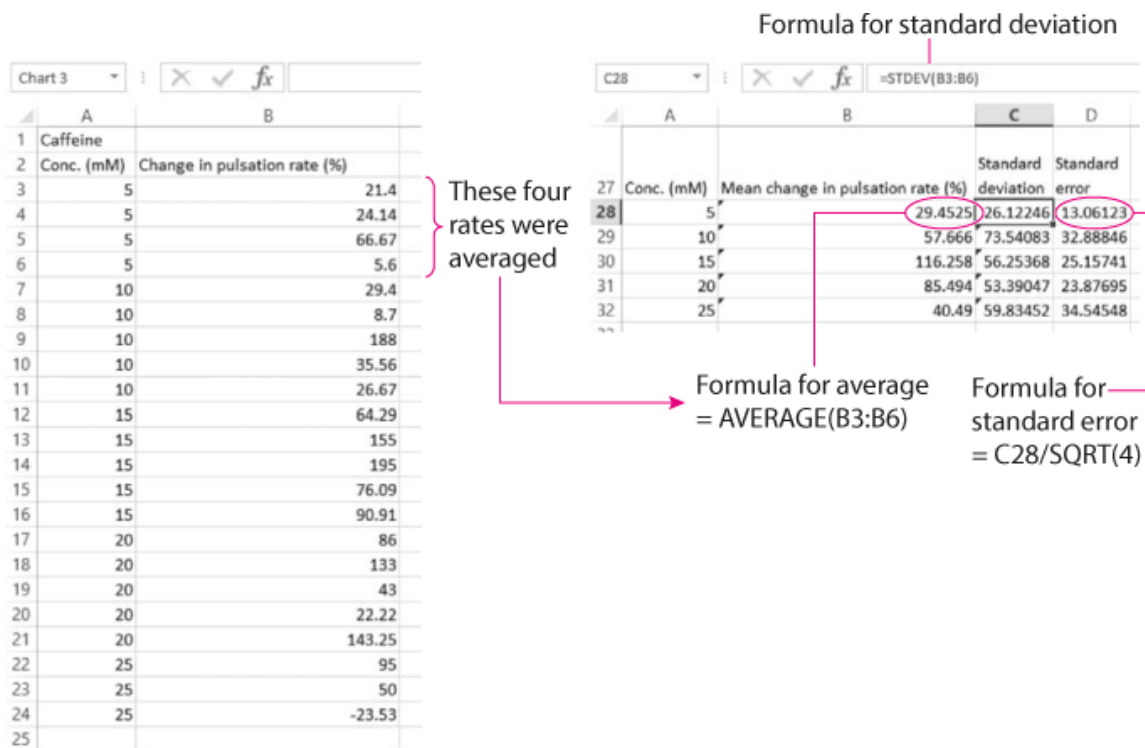 Formula for standard deviation
Chart 3 fx
A B
1 Caffeine
2 Conc. (mM) Change in pulsation rate (%)
3 5 21.4
4 5 24.14
5 5 66.67
6 5 5.6
7 10 29.4
8 10 8.7
9 10 188
10 10 35.56
11 10 26.67
12 15 64.29
13 15 155
14 15 195
15 15 76.09
16 15 90.91
17 20 86
18 20 133
19 20 43
20 20 22.22
21 20 143.25
22 25 95
23 25 50
24 25 -23.53
25
These four
rates were
averaged
C28 fx =STDEV(B3:B6)
A B C D
Standard Standard
27 Conc. (mM) Mean change in pulsation rate (%) deviation error
28 5 29.4525 26.12246 13.06123
29 10 57.666 73.54083 32.88846
30 15 116.258 56.25368 25.15741
31 20 85.494 53.39047 23.87695
32 25 40.49 59.83452 34.54548
Formula for average
= AVERAGE(B3:B6)
Formula for
standard error
= C28/SQRT(4)